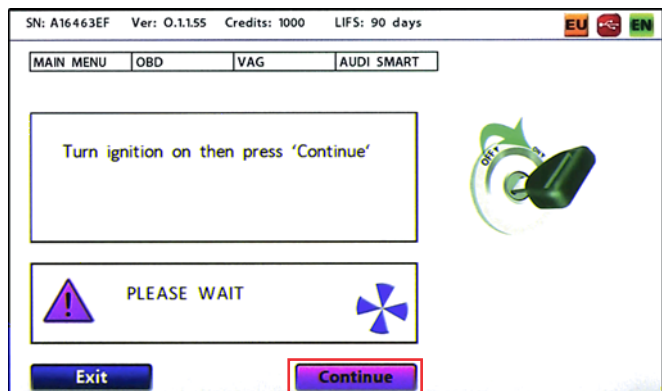 SN: A16463EF Ver: 0.1.1.55 Credits: 1000 LIFS: 90 days EU EN
MAIN MENU OBD VAG AUDI SMART
Turn ignition on then press ‘Continue‘
OFF ON
PLEASE WAIT
Exit Continue